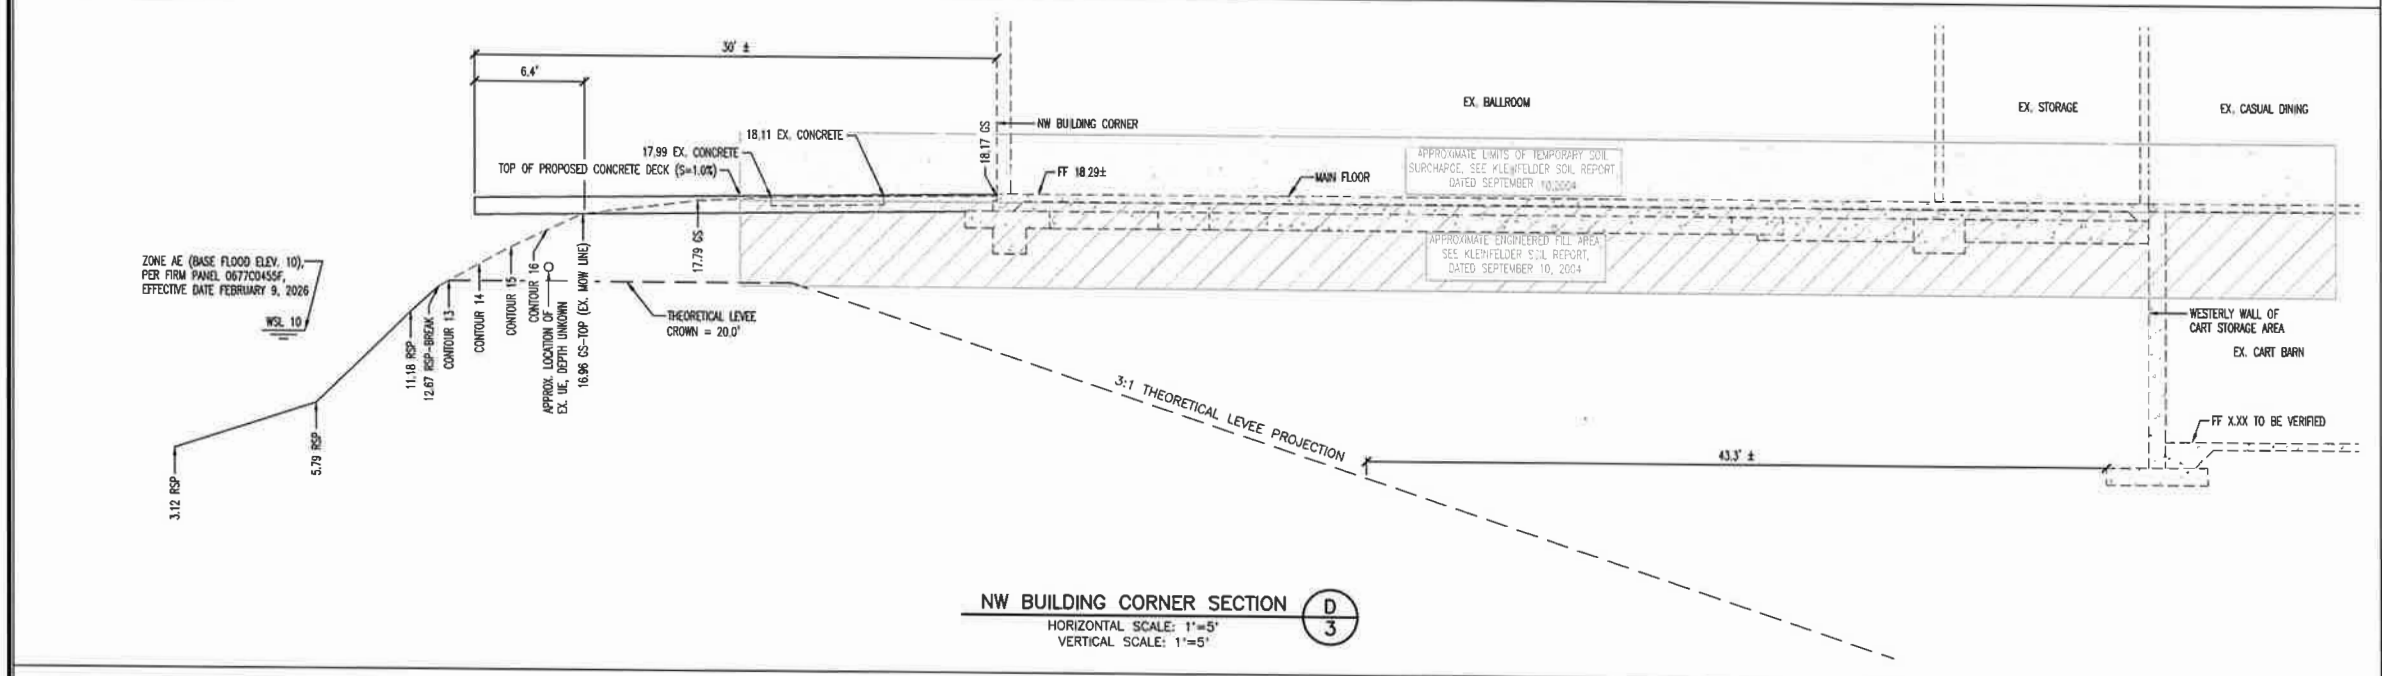 30' ±
6.4'
EX. BALLROOM
EX. STORAGE
EX. CASUAL DINING
NW BUILDING CORNER
18.17 GS
18.11 EX. CONCRETE
17.99 EX. CONCRETE
TOP OF PROPOSED CONCRETE DECK (S=1.0%)
FF 18.29±
MAIN FLOOR
APPROXIMATE LIMITS OF TEMPORARY SOIL
SURCHARGE, SEE KLEINFELDER SOIL REPORT,
DATED SEPTEMBER 10, 2004
APPROXIMATE ENGINEERED FILL AREA,
SEE KLEINFELDER SOIL REPORT,
DATED SEPTEMBER 10, 2004
ZONE AE (BASE FLOOD ELEV. 10),
PER FIRM PANEL 0677C0455F,
EFFECTIVE DATE FEBRUARY 9, 2026
WSL 10
3.12 RSP
5.79 RSP
11.18 RSP
12.67 RSP-BREAK
CONTOUR 13
CONTOUR 14
CONTOUR 15
CONTOUR 16
APPROX. LOCATION OF
EX. UE, DEPTH UNKOWN
16.96 GS-TOP (EX. MOW LINE)
17.79 GS
THEORETICAL LEVEE
CROWN = 20.0'
3:1 THEORETICAL LEVEE PROJECTION
WESTERLY WALL OF
CART STORAGE AREA
EX. CART BARN
FF X.XX TO BE VERIFIED
43.3' ±
NW BUILDING CORNER SECTION
D
3
HORIZONTAL SCALE: 1"=5'
VERTICAL SCALE: 1"=5'